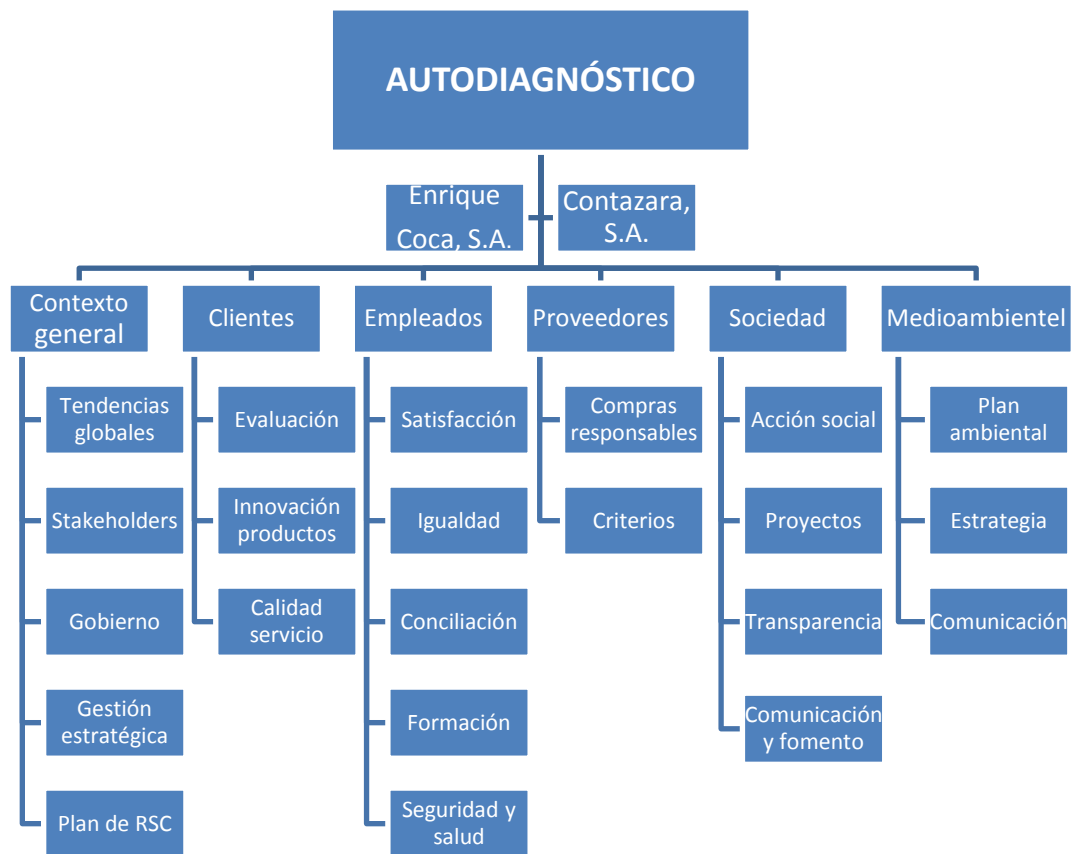 AUTODIAGNÓSTICO
Enrique
Coca, S.A.
Contazara,
S.A.
Contexto
general
Clientes
Empleados
Proveedores
Sociedad
Medioambientel
Tendencias
globales
Stakeholders
Gobierno
Gestión
estratégica
Plan de RSC
Evaluación
Innovación
productos
Calidad
servicio
Satisfacción
Igualdad
Conciliación
Formación
Seguridad y
salud
Compras
responsables
Criterios
Acción social
Proyectos
Transparencia
Comunicación
y fomento
Plan
ambiental
Estrategia
Comunicación